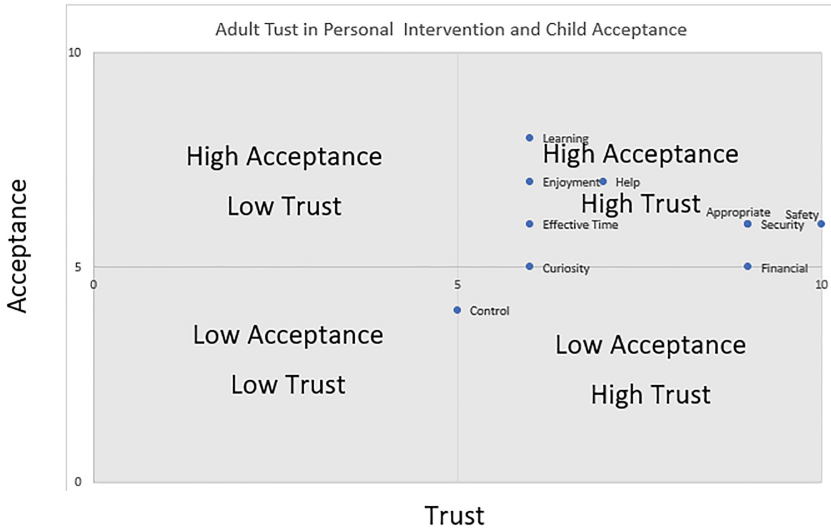 Adult Tust in Personal Intervention and Child Acceptance
10
Learning
High Acceptance
High Acceptance
Enjoyment
Help
Low Trust
High Trust
Appropriate
Safety
Effective Time
Security
Acceptance
5
Curiosity
Financial
0
5
10
Control
Low Acceptance
Low Acceptance
Low Trust
High Trust
0
Trust